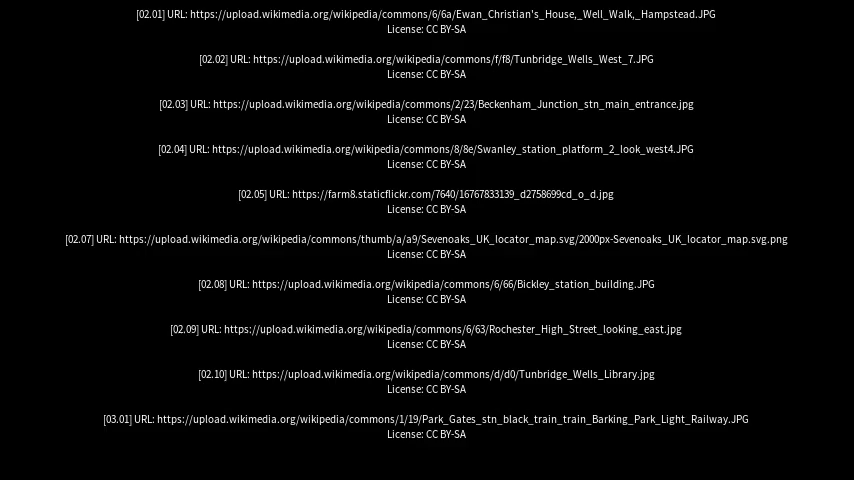 [02.01] URL: https://upload.wikimedia.org/wikipedia/commons/6/6a/Ewan_Christian's_House,_Well_Walk,_Hampstead.JPG
License: CC BY-SA
[02.02] URL: https://upload.wikimedia.org/wikipedia/commons/f/f8/Tunbridge_Wells_West_7.JPG
License: CC BY-SA
[02.03] URL: https://upload.wikimedia.org/wikipedia/commons/2/23/Beckenham_Junction_stn_main_entrance.jpg
License: CC BY-SA
[02.04] URL: https://upload.wikimedia.org/wikipedia/commons/8/8e/Swanley_station_platform_2_look_west4.JPG
License: CC BY-SA
[02.05] URL: https://farm8.staticflickr.com/7640/16767833139_d2758699cd_o_d.jpg
License: CC BY-SA
[02.07] URL: https://upload.wikimedia.org/wikipedia/commons/thumb/a/a9/Sevenoaks_UK_locator_map.svg/2000px-Sevenoaks_UK_locator_map.svg.png
License: CC BY-SA
[02.08] URL: https://upload.wikimedia.org/wikipedia/commons/6/66/Bickley_station_building.JPG
License: CC BY-SA
[02.09] URL: https://upload.wikimedia.org/wikipedia/commons/6/63/Rochester_High_Street_looking_east.jpg
License: CC BY-SA
[02.10] URL: https://upload.wikimedia.org/wikipedia/commons/d/d0/Tunbridge_Wells_Library.jpg
License: CC BY-SA
[03.01] URL: https://upload.wikimedia.org/wikipedia/commons/1/19/Park_Gates_stn_black_train_train_Barking_Park_Light_Railway.JPG
License: CC BY-SA